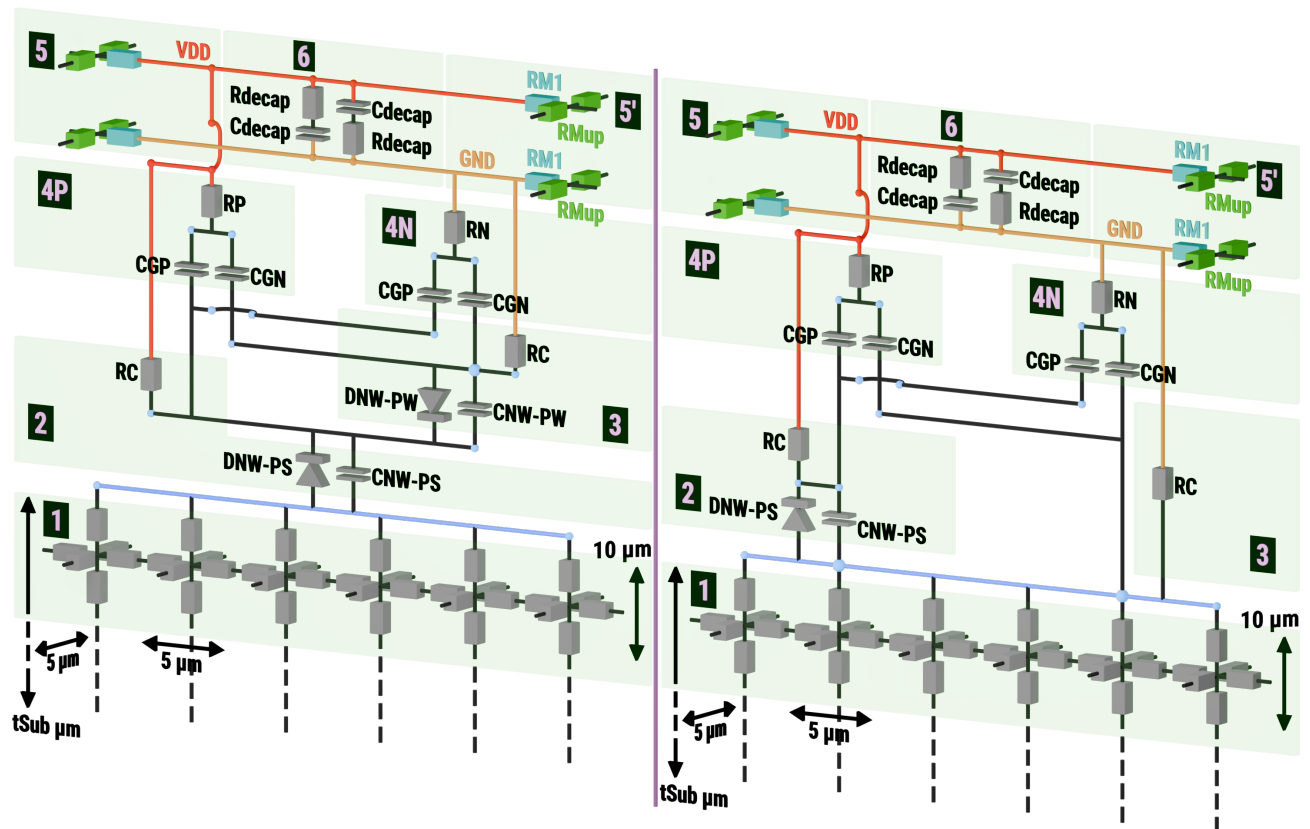 5
VDD
6
Rdecap
Cdecap
Cdecap
Rdecap
RM1
5'
RMup
GND
RM1
RMup
4P
RP
4N
RN
CGP
CGN
CGP
CGN
RC
RC
DNW-PW
CNW-PW
2
3
DNW-PS
CNW-PS
1
10 µm
5 µm
5 µm
tSub µm
5
VDD
6
Rdecap
Cdecap
Cdecap
Rdecap
RM1
5'
RMup
GND
RM1
RMup
4P
RP
4N
RN
CGP
CGN
CGP
CGN
RC
RC
2
DNW-PS
CNW-PS
3
1
10 µm
5 µm
5 µm
tSub µm